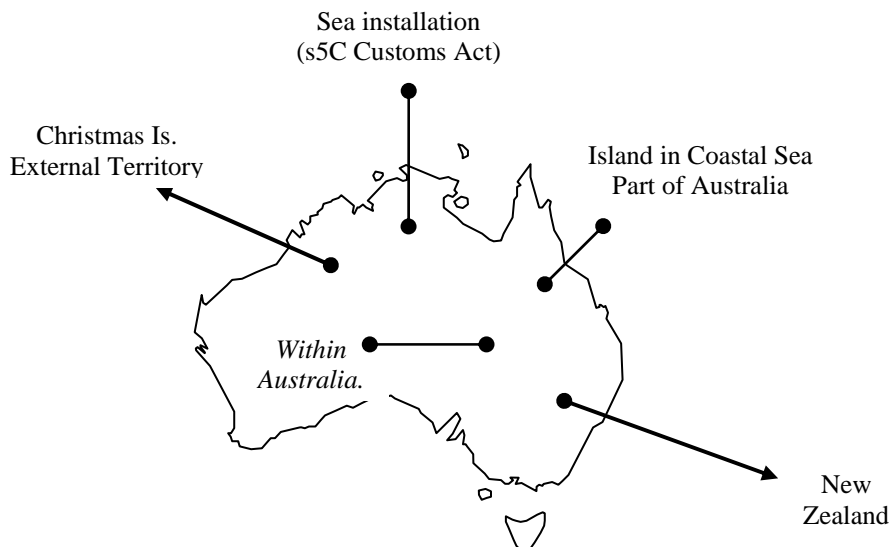 Sea installation
(s5C Customs Act)
Christmas Is.
External Territory
Island in Coastal Sea
Part of Australia
Within
Australia.
New
Zealand